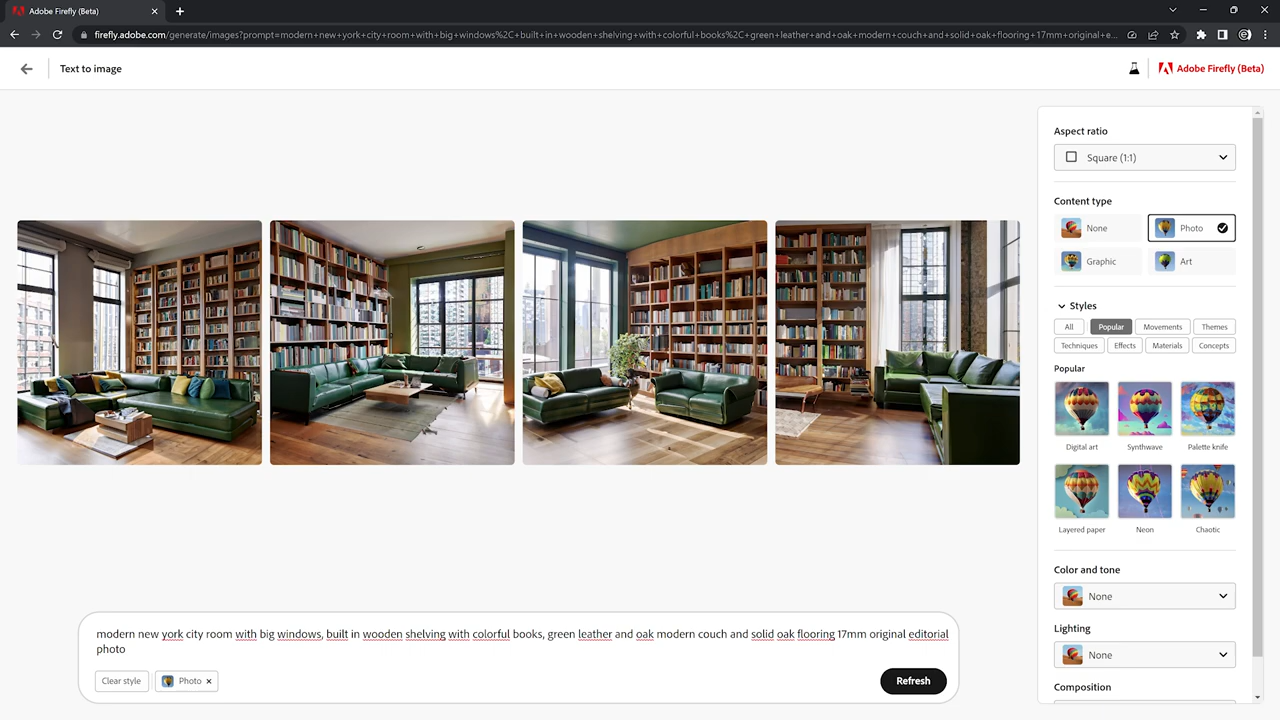 Adobe Firefly (Beta)
firefly.adobe.com/generate/images?prompt=modern+new+york+city+room+with+big+windows%2C+built+in+wooden+shelving+with+colorful+books%2C+green+leather+and+oak+modern+couch+and+solid+oak+flooring+17mm+original+e...
Text to image
Adobe Firefly (Beta)
Aspect ratio
Square (1:1)
Content type
None
Photo
Graphic
Art
Styles
All Popular Movements Themes
Techniques Effects Materials Concepts
Popular
Digital art Synthwave Palette knife
Layered paper Neon Chaotic
Color and tone
None
Lighting
None
Composition
modern new york city room with big windows, built in wooden shelving with colorful books, green leather and oak modern couch and solid oak flooring 17mm original editorial
photo
Clear style Photo ×
Refresh